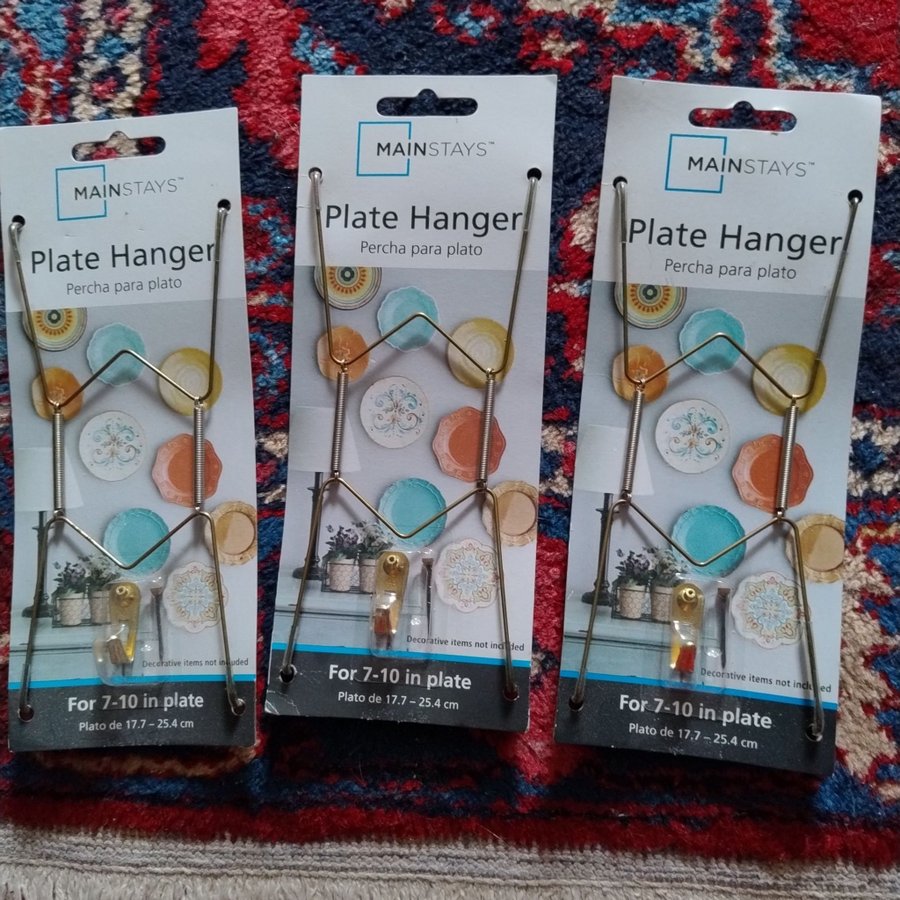 MAINSTAYS™
Plate Hanger
Percha para plato
Decorative items not included
For 7-10 in plate
Plato de 17.7 – 25.4 cm
MAINSTAYS™
Plate Hanger
Percha para plato
Decorative items not included
For 7-10 in plate
Plato de 17.7 – 25.4 cm
MAINSTAYS™
Plate Hanger
Percha para plato
Decorative items not included
For 7-10 in plate
Plato de 17.7 – 25.4 cm